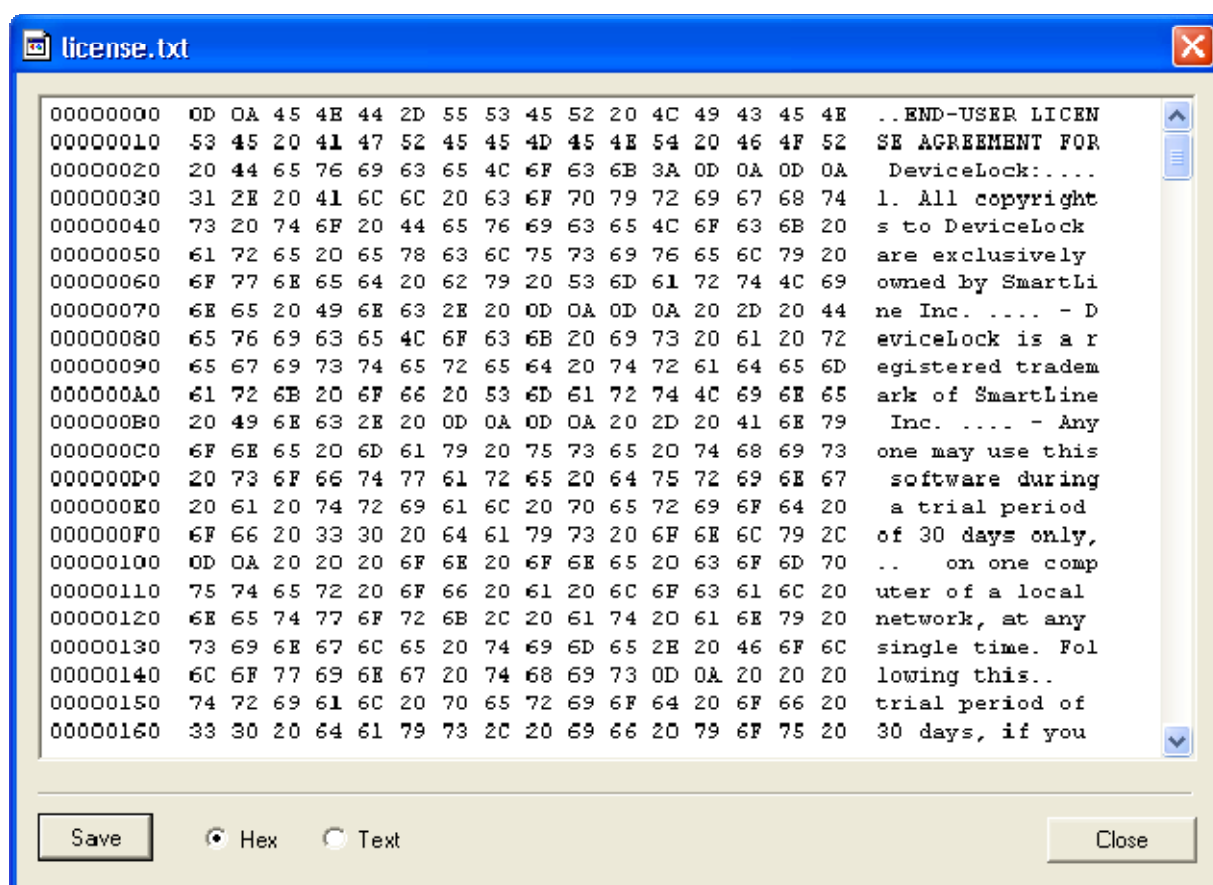 license.txt
00000000 0D 0A 45 4E 44 2D 55 53 45 52 20 4C 49 43 45 4E ..END-USER LICEN
00000010 53 45 20 41 47 52 45 45 4D 45 4E 54 20 46 4F 52 SE AGREEMENT FOR
00000020 20 44 65 76 69 63 65 4C 6F 63 6B 3A 0D 0A 0D 0A DeviceLock:....
00000030 31 2E 20 41 6C 6C 20 63 6F 70 79 72 69 67 68 74 1. All copyright
00000040 73 20 74 6F 20 44 65 76 69 63 65 4C 6F 63 6B 20 s to DeviceLock
00000050 61 72 65 20 65 78 63 6C 75 73 69 76 65 6C 79 20 are exclusively
00000060 6F 77 6E 65 64 20 62 79 20 53 6D 61 72 74 4C 69 owned by SmartLi
00000070 6E 65 20 49 6E 63 2E 20 0D 0A 0D 0A 20 2D 20 44 ne Inc. .... - D
00000080 65 76 69 63 65 4C 6F 63 6B 20 69 73 20 61 20 72 eviceLock is a r
00000090 65 67 69 73 74 65 72 65 64 20 74 72 61 64 65 6D egistered tradem
000000A0 61 72 6B 20 6F 66 20 53 6D 61 72 74 4C 69 6E 65 ark of SmartLine
000000B0 20 49 6E 63 2E 20 0D 0A 0D 0A 20 2D 20 41 6E 79 Inc. .... - Any
000000C0 6F 6E 65 20 6D 61 79 20 75 73 65 20 74 68 69 73 one may use this
000000D0 20 73 6F 66 74 77 61 72 65 20 64 75 72 69 6E 67 software during
000000E0 20 61 20 74 72 69 61 6C 20 70 65 72 69 6F 64 20 a trial period
000000F0 6F 66 20 33 30 20 64 61 79 73 20 6F 6E 6C 79 2C of 30 days only,
00000100 0D 0A 20 20 20 6F 6E 20 6F 6E 65 20 63 6F 6D 70 .. on one comp
00000110 75 74 65 72 20 6F 66 20 61 20 6C 6F 63 61 6C 20 uter of a local
00000120 6E 65 74 77 6F 72 6B 2C 20 61 74 20 61 6E 79 20 network, at any
00000130 73 69 6E 67 6C 65 20 74 69 6D 65 2E 20 46 6F 6C single time. Fol
00000140 6C 6F 77 69 6E 67 20 74 68 69 73 0D 0A 20 20 20 lowing this..
00000150 74 72 69 61 6C 20 70 65 72 69 6F 64 20 6F 66 20 trial period of
00000160 33 30 20 64 61 79 73 2C 20 69 66 20 79 6F 75 20 30 days, if you
Save Hex Text Close